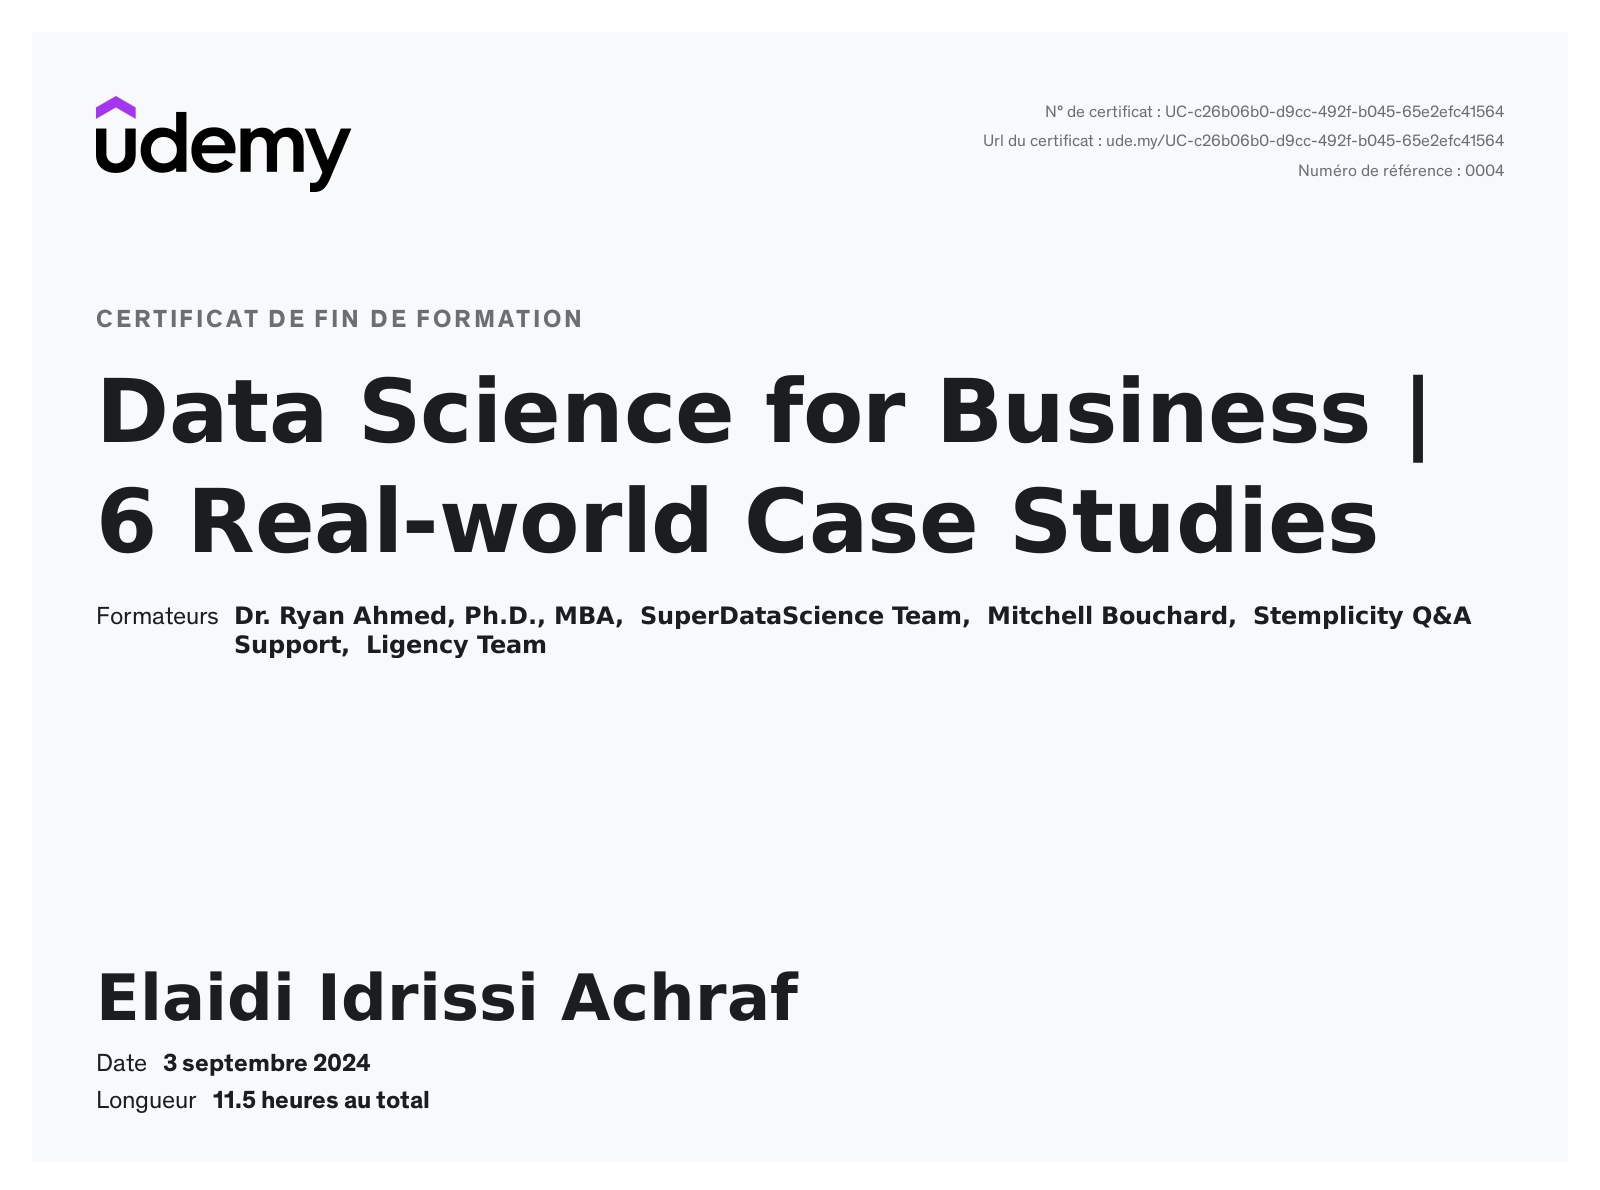 udemy
N° de certificat : UC-c26b06b0-d9cc-492f-b045-65e2efc41564
Url du certificat : ude.my/UC-c26b06b0-d9cc-492f-b045-65e2efc41564
Numéro de référence : 0004
CERTIFICAT DE FIN DE FORMATION
Data Science for Business |
6 Real-world Case Studies
Formateurs Dr. Ryan Ahmed, Ph.D., MBA, SuperDataScience Team, Mitchell Bouchard, Stemplicity Q&A
Support, Ligency Team
Elaidi Idrissi Achraf
Date 3 septembre 2024
Longueur 11.5 heures au total